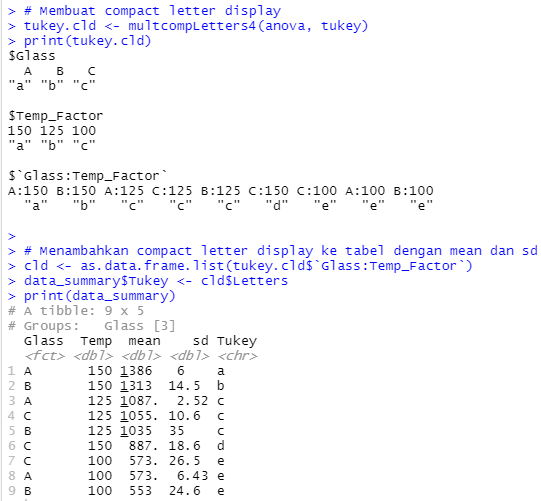 > # Membuat compact letter display
> tukey.cld <- multcompLetters4(anova, tukey)
> print(tukey.cld)
$Glass
  A   B   C
"a" "b" "c"

$Temp_Factor
150 125 100
"a" "b" "c"

$`Glass:Temp_Factor`
A:150 B:150 A:125 C:125 B:125 C:150 C:100 A:100 B:100
  "a"   "b"   "c"   "c"   "c"   "d"   "e"   "e"   "e"

>
> # Menambahkan compact letter display ke tabel dengan mean dan sd
> cld <- as.data.frame.list(tukey.cld$`Glass:Temp_Factor`)
> data_summary$Tukey <- cld$Letters
> print(data_summary)
# A tibble: 9 x 5
# Groups:   Glass [3]
  Glass  Temp  mean    sd Tukey
  <fct> <dbl> <dbl> <dbl> <chr>
1 A       150 1386   6    a
2 B       150 1313  14.5  b
3 A       125 1087.  2.52 c
4 C       125 1055. 10.6  c
5 B       125 1035  35    c
6 C       150  887. 18.6  d
7 C       100  573. 26.5  e
8 A       100  573.  6.43 e
9 B       100  553  24.6  e